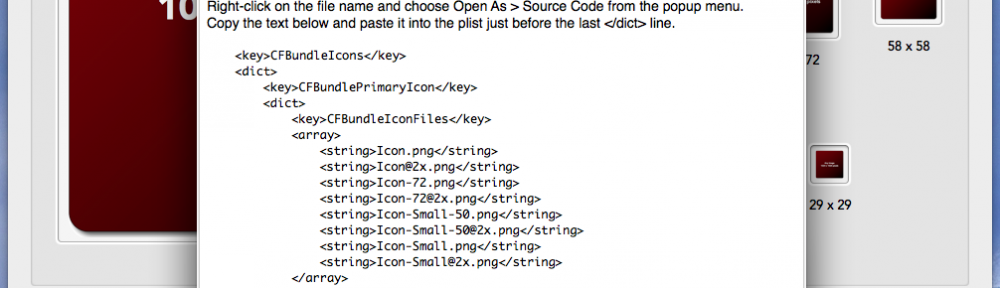 10
Right-click on the file name and choose Open As > Source Code from the popup menu.
Copy the text below and paste it into the plist just before the last </dict> line.
<key>CFBundleIcons</key>
<dict>
<key>CFBundlePrimaryIcon</key>
<dict>
<key>CFBundleIconFiles</key>
<array>
<string>Icon.png</string>
<string>Icon@2x.png</string>
<string>Icon-72.png</string>
<string>Icon-72@2x.png</string>
<string>Icon-Small-50.png</string>
<string>Icon-Small-50@2x.png</string>
<string>Icon-Small.png</string>
<string>Icon-Small@2x.png</string>
</array>
58 x 58
72
29 x 29